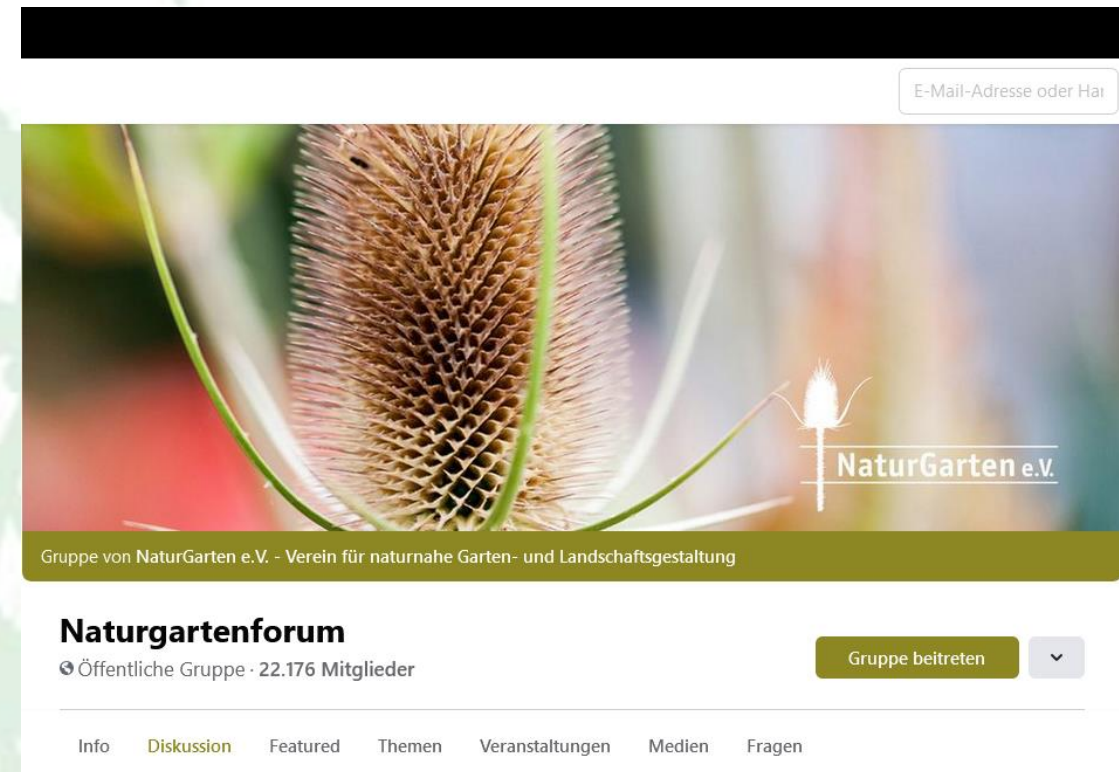 E-Mail-Adresse oder
NaturGarten e.V.
Gruppe von NaturGarten e.V. - Verein für naturnahe Garten- und Landschaftsgestaltung
Naturgartenforum
Öffentliche Gruppe · 22.176 Mitglieder
Gruppe beitreten
Info Diskussion Featured Themen Veranstaltungen Medien Fragen